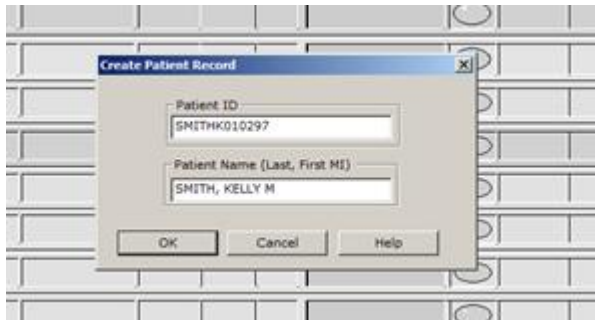 Create Patient Record
Patient ID
SMITHK010297
Patient Name (Last, First MI)
SMITH, KELLY M
OK Cancel Help